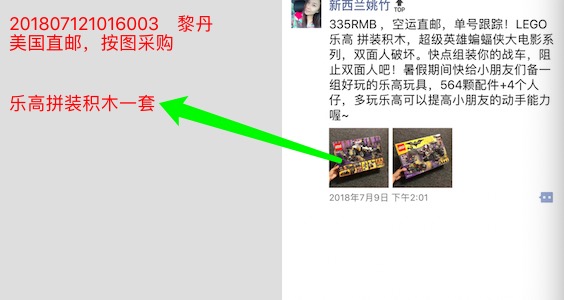 201807121016003 黎丹
美国直邮，按图采购
乐高拼装积木一套
新西兰姚竹 TOP
335RMB ，空运直邮，单号跟踪！LEGO
乐高 拼装积木，超级英雄蝙蝠侠大电影系
列，双面人破坏。快点组装你的战车，阻
止双面人吧！暑假期间快给小朋友们备一
组好玩的乐高玩具，564颗配件+4个人
仔，多玩乐高可以提高小朋友的动手能力
喔~
2018年7月9日 下午2:01